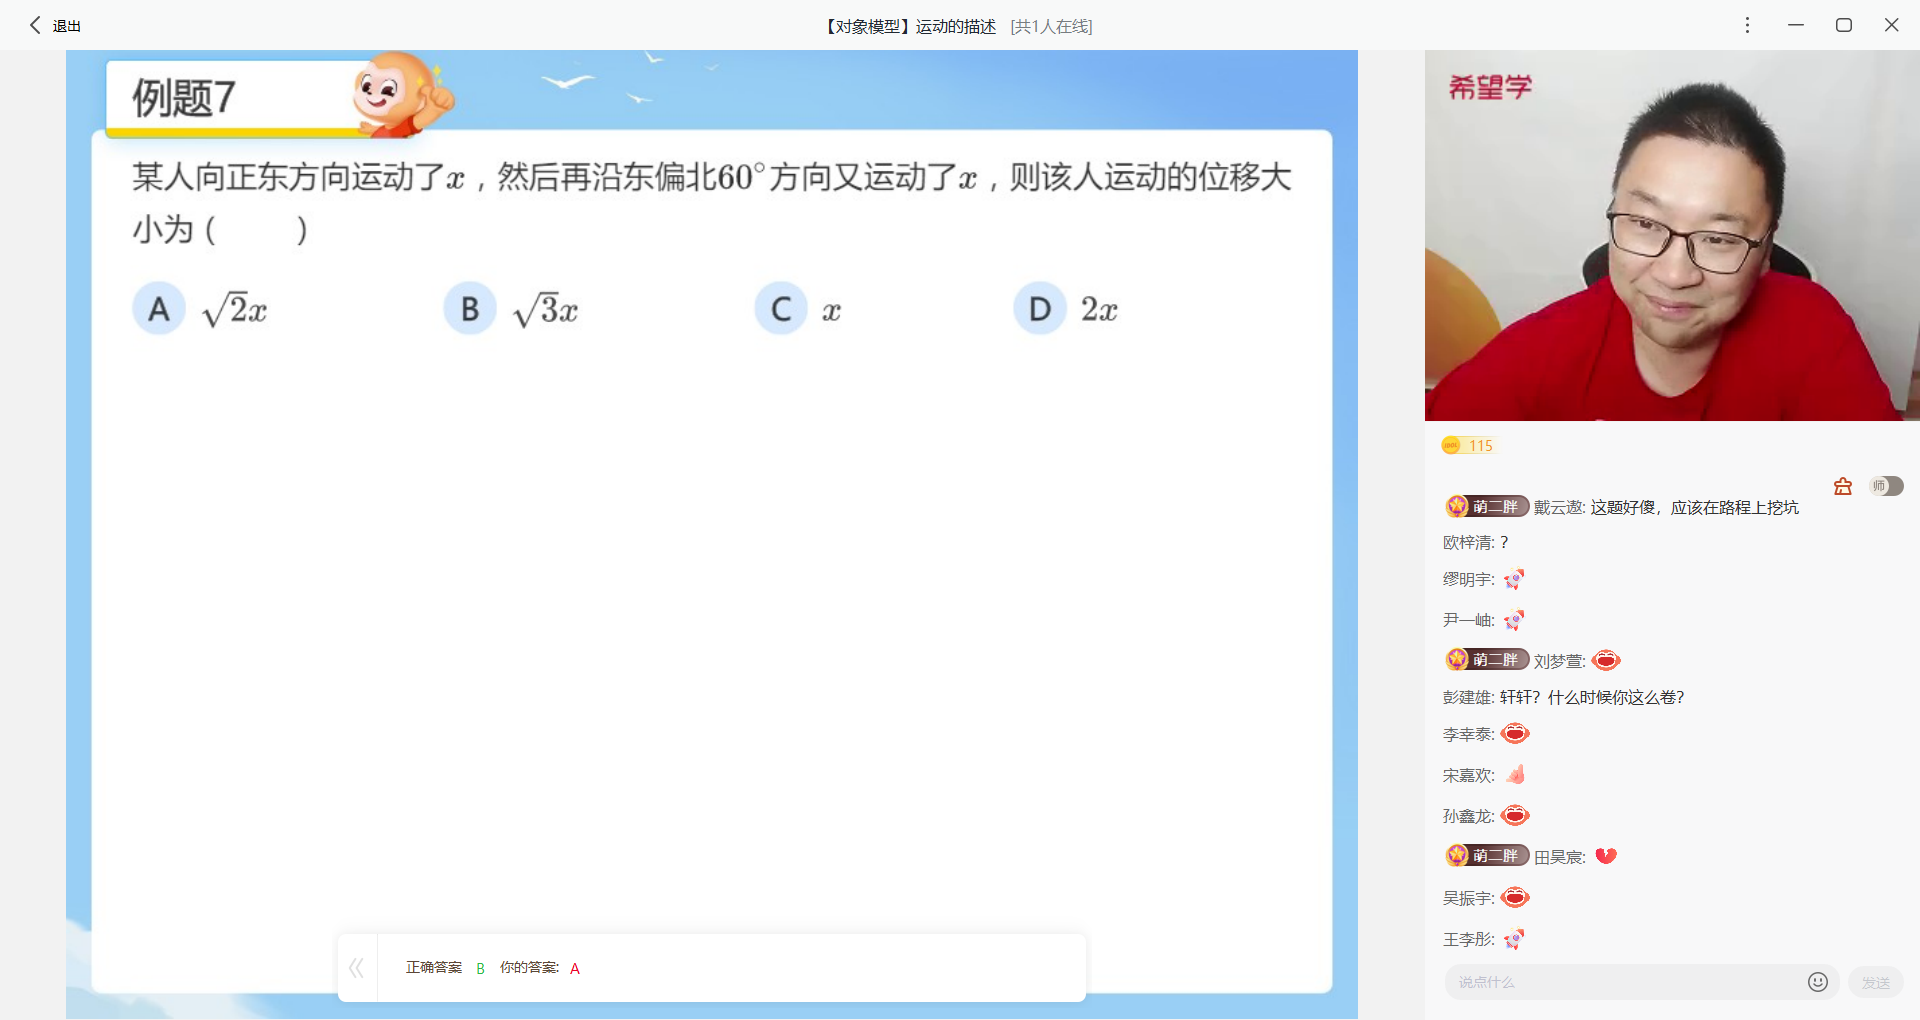 退出
【对象模型】运动的描述 [共1人在线]
例题7
某人向正东方向运动了x，然后再沿东偏北60°方向又运动了x，则该人运动的位移大
小为（　　）
A √2x B √3x C x D 2x
正确答案 B 你的答案: A
希望学
115
师
萌二胖 戴云遨: 这题好傻，应该在路程上挖坑
欧梓清: ?
缪明宇:
尹一岫:
萌二胖 刘梦萱:
彭建雄: 轩轩？什么时候你这么卷？
李幸泰:
宋嘉欢:
孙鑫龙:
萌二胖 田昊宸:
吴振宇:
王李彤:
说点什么
发送